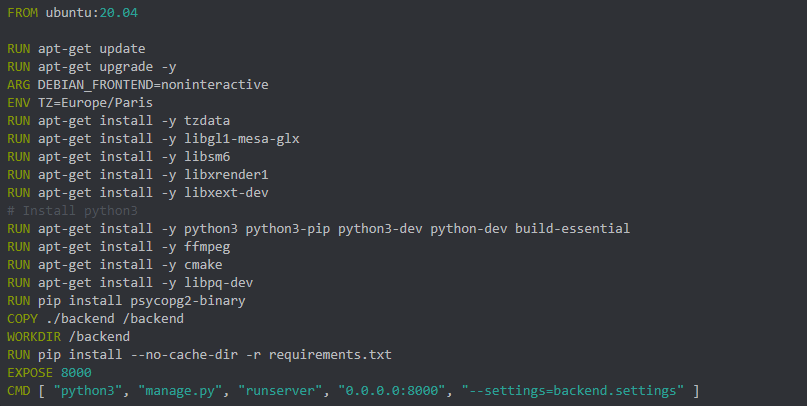 FROM ubuntu:20.04
RUN apt-get update
RUN apt-get upgrade -y
ARG DEBIAN_FRONTEND=noninteractive
ENV TZ=Europe/Paris
RUN apt-get install -y tzdata
RUN apt-get install -y libgl1-mesa-glx
RUN apt-get install -y libsm6
RUN apt-get install -y libxrender1
RUN apt-get install -y libxext-dev
# Install python3
RUN apt-get install -y python3 python3-pip python3-dev python-dev build-essential
RUN apt-get install -y ffmpeg
RUN apt-get install -y cmake
RUN apt-get install -y libpq-dev
RUN pip install psycopg2-binary
COPY ./backend /backend
WORKDIR /backend
RUN pip install --no-cache-dir -r requirements.txt
EXPOSE 8000
CMD [ "python3", "manage.py", "runserver", "0.0.0.0:8000", "--settings=backend.settings" ]